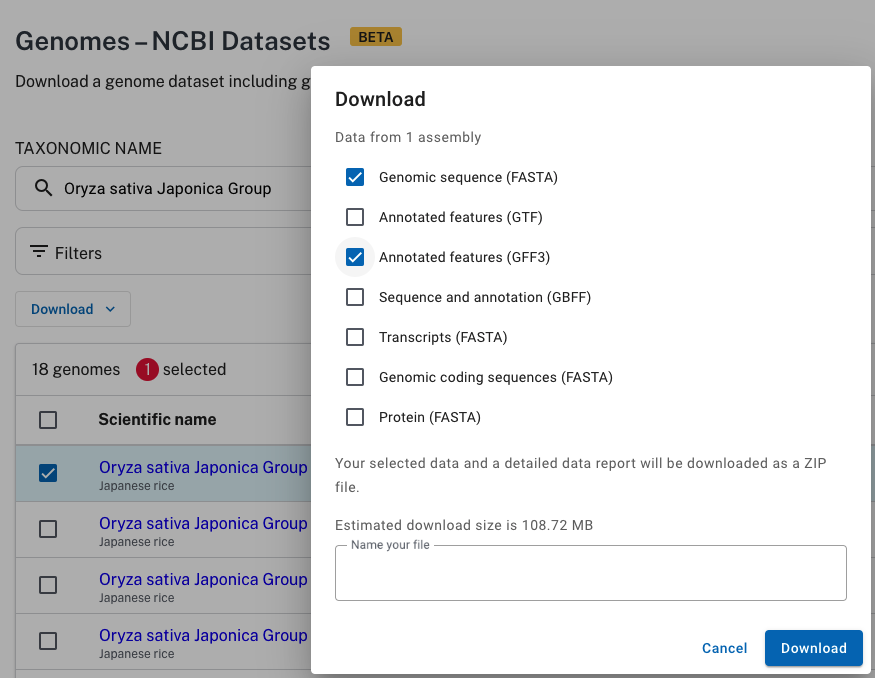 Genomes – NCBI Datasets BETA
Download a genome dataset including g
TAXONOMIC NAME
Oryza sativa Japonica Group
Filters
Download
18 genomes 1 selected
Scientific name
Oryza sativa Japonica Group
Japanese rice
Oryza sativa Japonica Group
Japanese rice
Oryza sativa Japonica Group
Japanese rice
Oryza sativa Japonica Group
Japanese rice
Download
Data from 1 assembly
Genomic sequence (FASTA)
Annotated features (GTF)
Annotated features (GFF3)
Sequence and annotation (GBFF)
Transcripts (FASTA)
Genomic coding sequences (FASTA)
Protein (FASTA)
Your selected data and a detailed data report will be downloaded as a ZIP
file.
Estimated download size is 108.72 MB
Name your file
Cancel Download